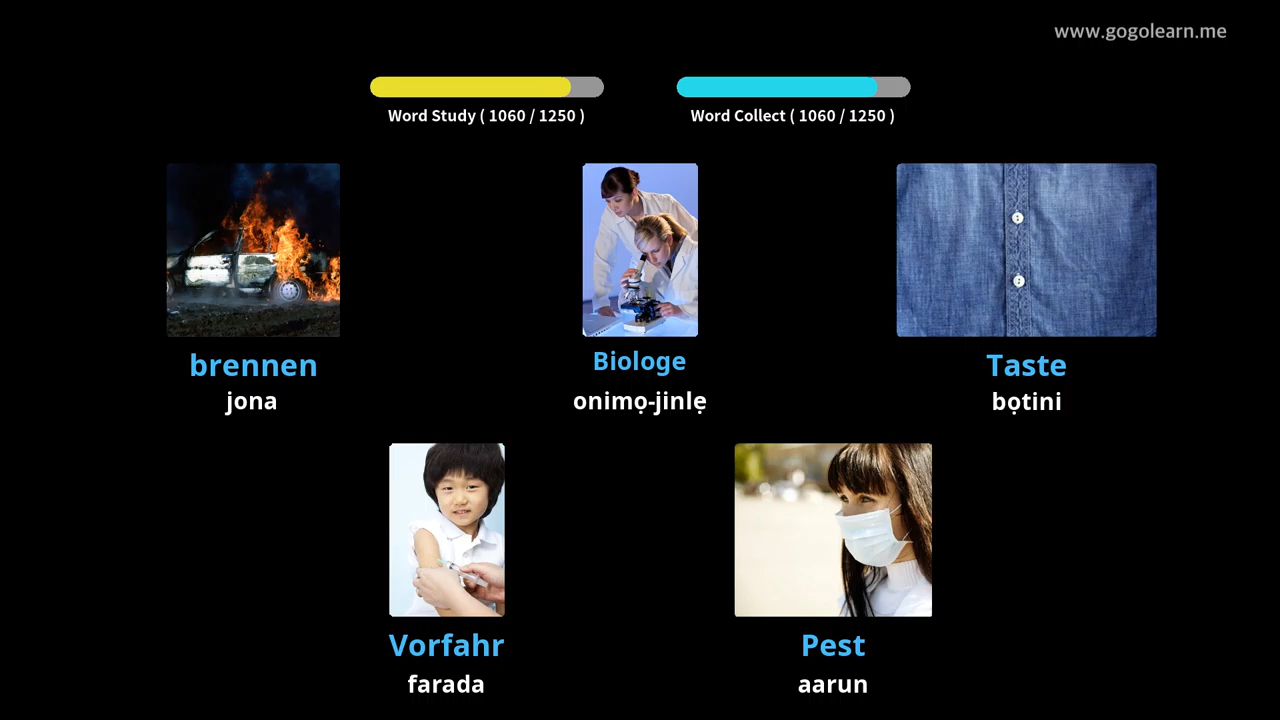 www.gogolearn.me
Word Study ( 1060 / 1250 )
Word Collect ( 1060 / 1250 )
brennen
jona
Biologe
onimọ-jinlẹ
Taste
bọtini
Vorfahr
farada
Pest
aarun